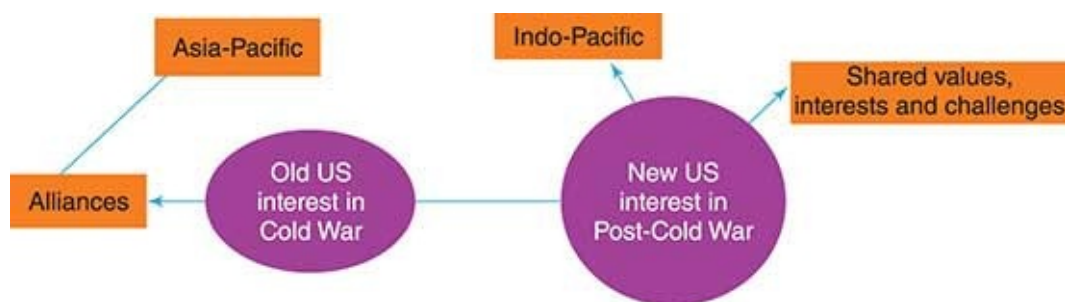 Asia-Pacific
Indo-Pacific
Shared values,
interests and challenges
Alliances
Old US
interest in
Cold War
New US
interest in
Post-Cold War